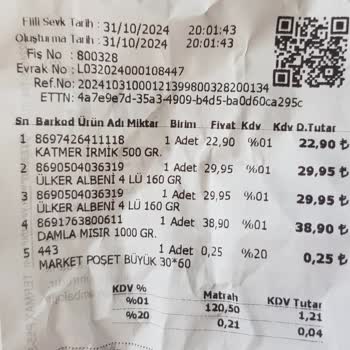 Fiili Sevk Tarih : 31/10/2024 20:01:43
Oluşturma Tarih : 31/10/2024 20:01:43
Fiş No : 800328
Evrak No : L032024000108447
Ref.No: 20241031000121399800328200134
ETTN: 4a7e9e7d-35a3-4909-b4d5-ba0d60ca295c
Sn Barkod Ürün Adı Miktar Birim Fiyat Kdv Kdv D.Tutar
1 8697426411118 1 Adet 22,90 %01 22,90 ₺
KATMER İRMİK 500 GR.
2 8690504036319 1 Adet 29,95 %01 29,95 ₺
ÜLKER ALBENİ 4 LÜ 160 GR
3 8690504036319 1 Adet 29,95 %01 29,95 ₺
ÜLKER ALBENİ 4 LÜ 160 GR
4 8691763800611 1 Adet 38,90 %01 38,90 ₺
DAMLA MISIR 1000 GR.
5 443 1 Adet 0,25 %20 0,25 ₺
MARKET POŞET BÜYÜK 30*60
KDV % Matrah KDV Tutar
%01 120,50 1,21
%20 0,21 0,04